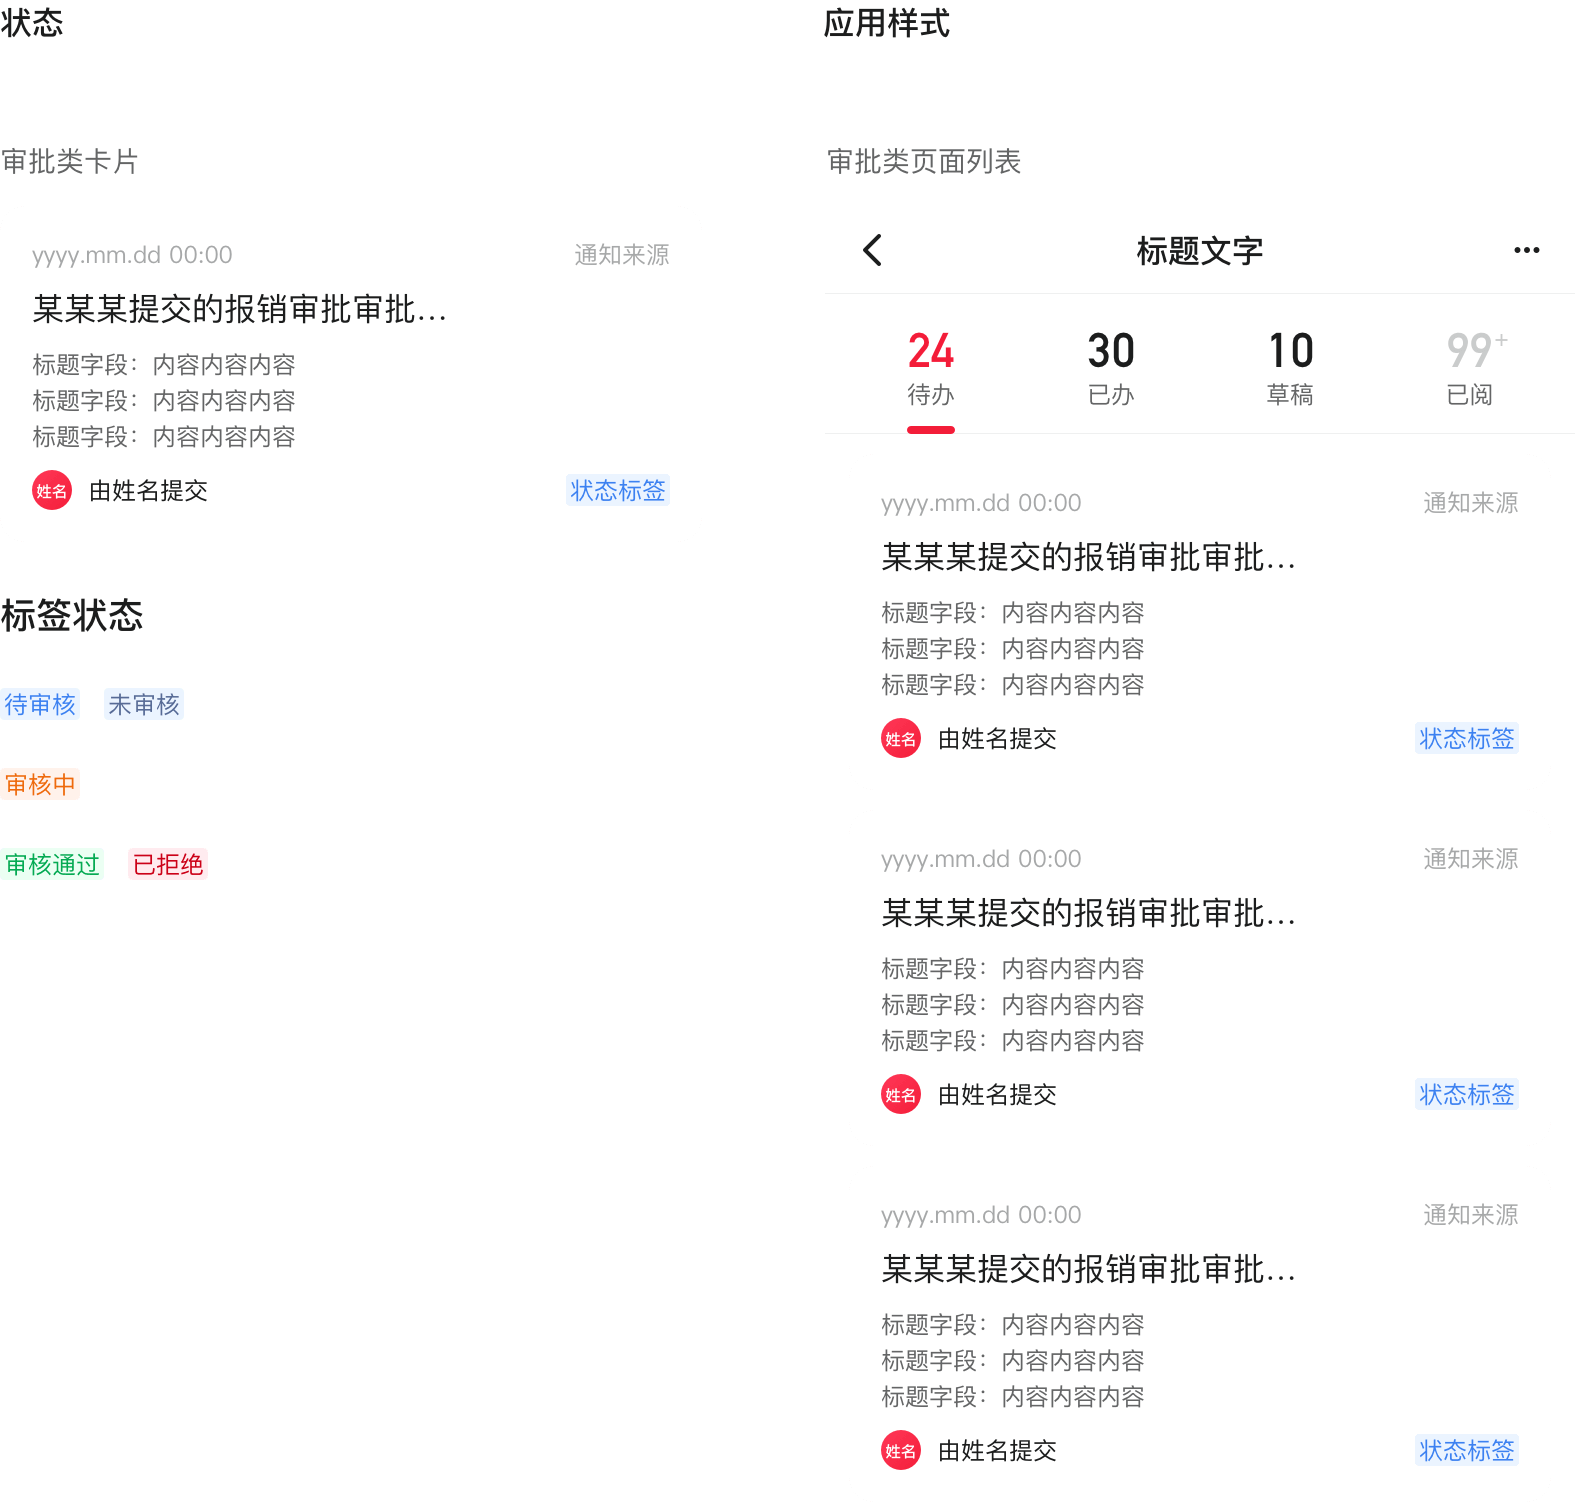 状态
审批类卡片
yyyy.mm.dd 00:00
通知来源
某某某提交的报销审批审批...
标题字段：内容内容内容
标题字段：内容内容内容
标题字段：内容内容内容
姓名
由姓名提交
状态标签
标签状态
待审核
未审核
审核中
审核通过
已拒绝
应用样式
审批类页面列表
标题文字
24
待办
30
已办
10
草稿
99+
已阅
yyyy.mm.dd 00:00
通知来源
某某某提交的报销审批审批...
标题字段：内容内容内容
标题字段：内容内容内容
标题字段：内容内容内容
姓名
由姓名提交
状态标签
yyyy.mm.dd 00:00
通知来源
某某某提交的报销审批审批...
标题字段：内容内容内容
标题字段：内容内容内容
标题字段：内容内容内容
姓名
由姓名提交
状态标签
yyyy.mm.dd 00:00
通知来源
某某某提交的报销审批审批...
标题字段：内容内容内容
标题字段：内容内容内容
标题字段：内容内容内容
姓名
由姓名提交
状态标签